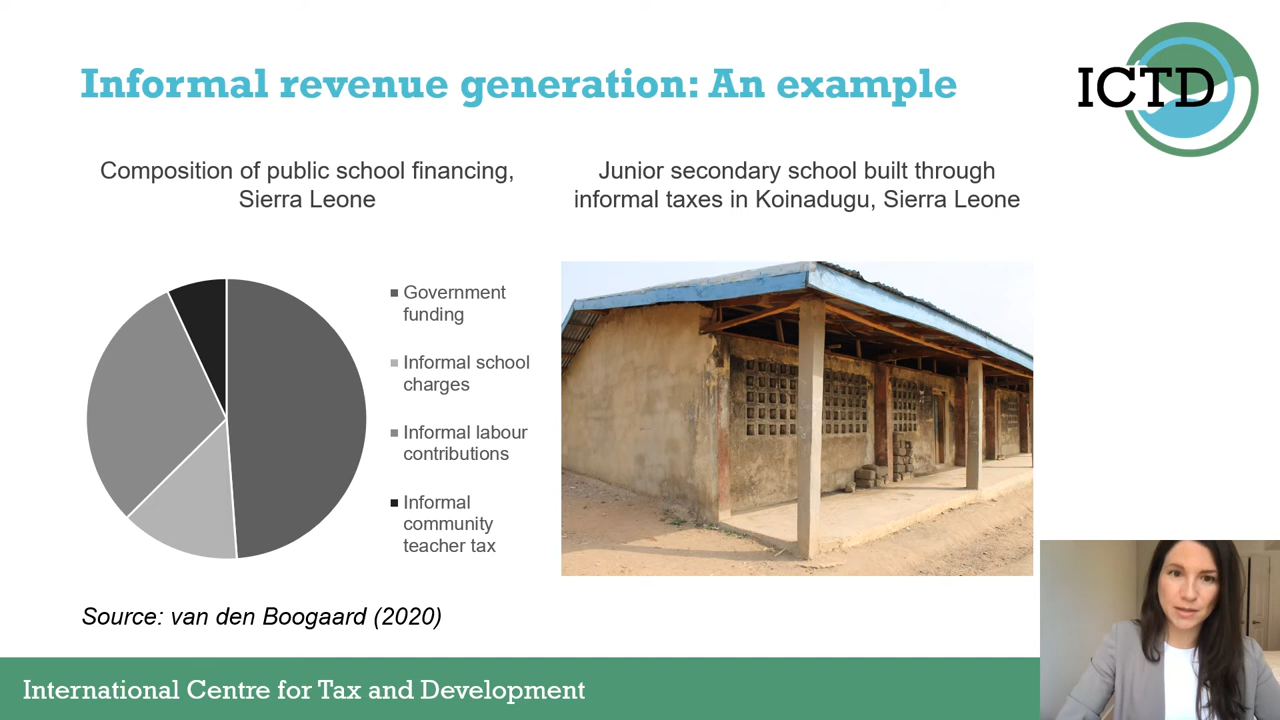 Informal revenue generation: An example
ICTD
Composition of public school financing,
Sierra Leone
Junior secondary school built through
informal taxes in Koinadugu, Sierra Leone
Government
funding
Informal school
charges
Informal labour
contributions
Informal
community
teacher tax
Source: van den Boogaard (2020)
International Centre for Tax and Development